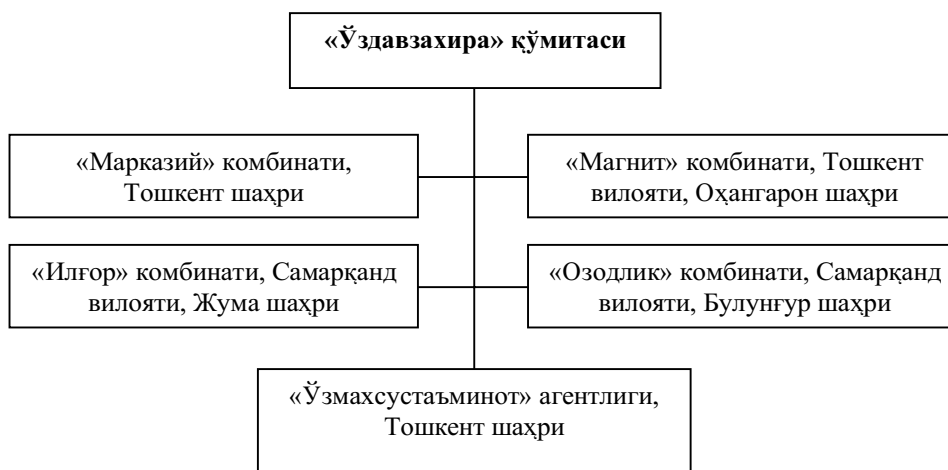 «Ўздавзахира» қўмитаси
«Марказий» комбинати,
Тошкент шаҳри
«Магнит» комбинати, Тошкент
вилояти, Оҳангарон шаҳри
«Илғор» комбинати, Самарқанд
вилояти, Жума шаҳри
«Озодлик» комбинати, Самарқанд
вилояти, Булунғур шаҳри
«Ўзмахсустаъминот» агентлиги,
Тошкент шаҳри